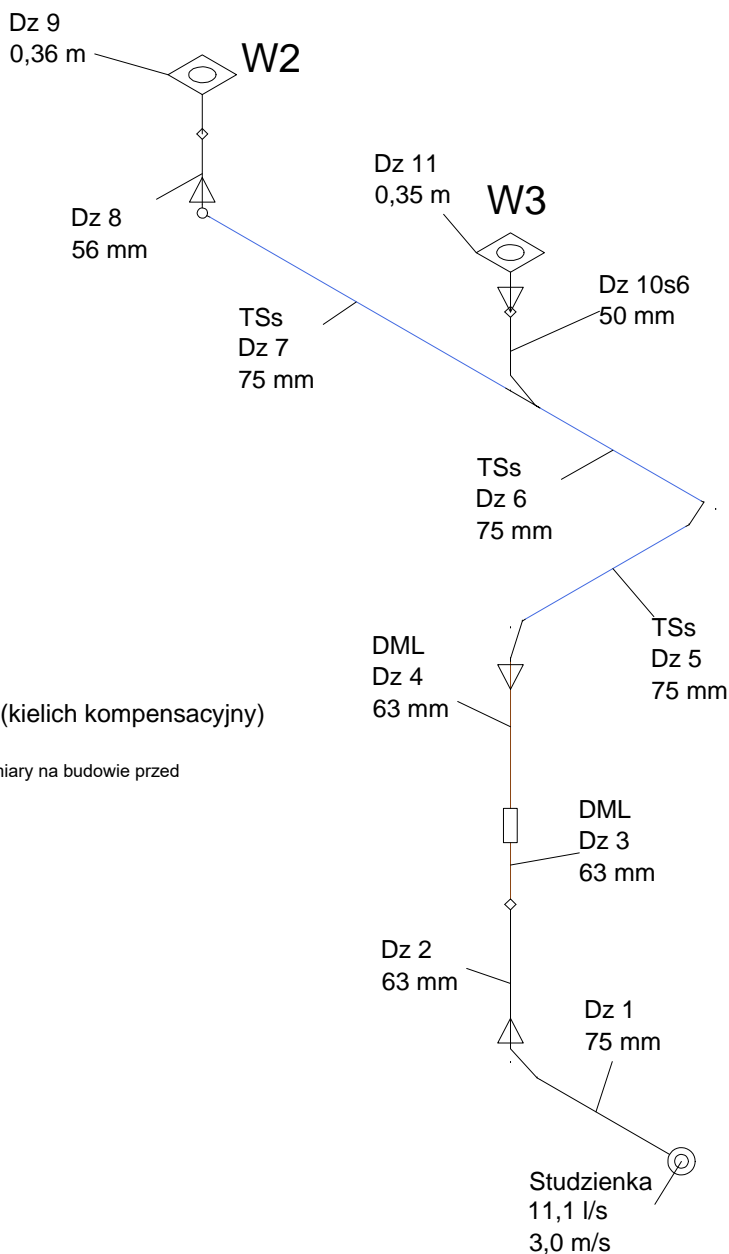 Dz 9
0,36 m
W2
Dz 11
0,35 m
W3
Dz 8
56 mm
Dz 10s6
50 mm
TSs
Dz 7
75 mm
TSs
Dz 6
75 mm
TSs
Dz 5
75 mm
DML
Dz 4
63 mm
(kielich kompensacyjny)
iary na budowie przed
DML
Dz 3
63 mm
Dz 2
63 mm
Dz 1
75 mm
Studzienka
11,1 l/s
3,0 m/s